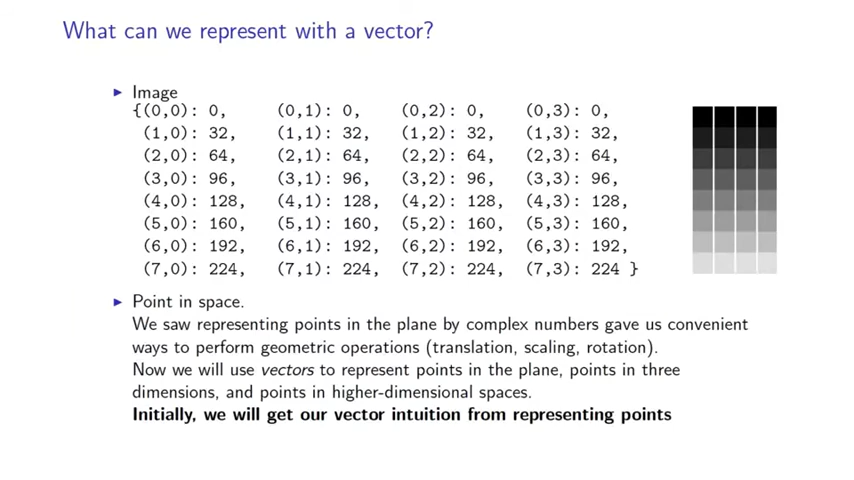 What can we represent with a vector?
▶ Image
{(0,0): 0, (0,1): 0, (0,2): 0, (0,3): 0,
(1,0): 32, (1,1): 32, (1,2): 32, (1,3): 32,
(2,0): 64, (2,1): 64, (2,2): 64, (2,3): 64,
(3,0): 96, (3,1): 96, (3,2): 96, (3,3): 96,
(4,0): 128, (4,1): 128, (4,2): 128, (4,3): 128,
(5,0): 160, (5,1): 160, (5,2): 160, (5,3): 160,
(6,0): 192, (6,1): 192, (6,2): 192, (6,3): 192,
(7,0): 224, (7,1): 224, (7,2): 224, (7,3): 224 }
▶ Point in space.
We saw representing points in the plane by complex numbers gave us convenient
ways to perform geometric operations (translation, scaling, rotation).
Now we will use vectors to represent points in the plane, points in three
dimensions, and points in higher-dimensional spaces.
Initially, we will get our vector intuition from representing points